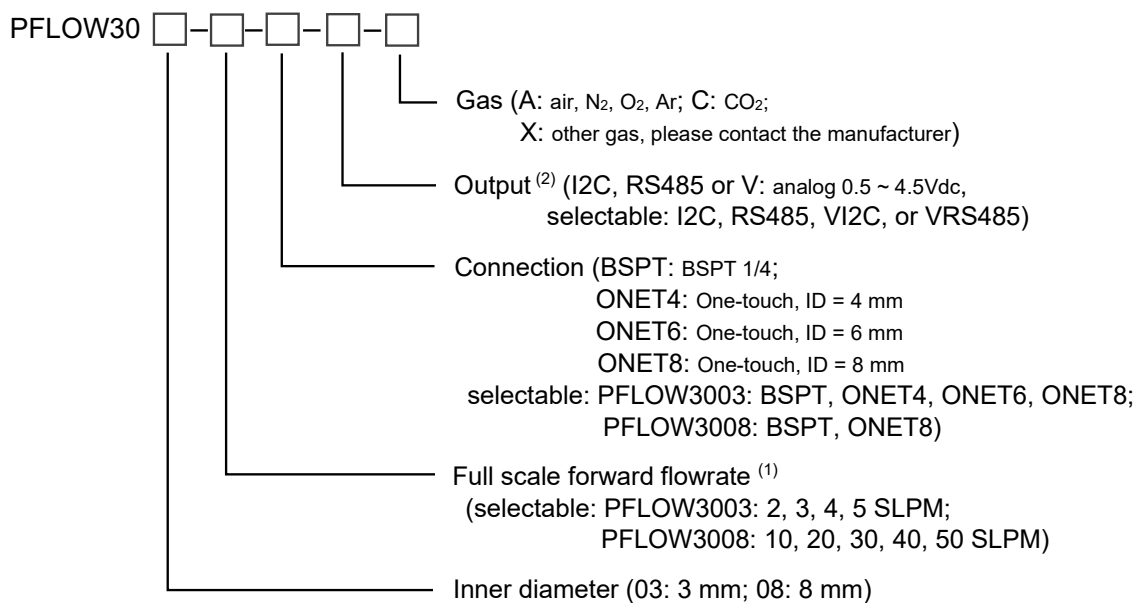 PFLOW30 □-□-□-□-□
Gas (A: air, N₂, O₂, Ar; C: CO₂;
X: other gas, please contact the manufacturer)
Output ⁽²⁾ (I2C, RS485 or V: analog 0.5 ~ 4.5Vdc,
selectable: I2C, RS485, VI2C, or VRS485)
Connection (BSPT: BSPT 1/4;
ONET4: One-touch, ID = 4 mm
ONET6: One-touch, ID = 6 mm
ONET8: One-touch, ID = 8 mm
selectable: PFLOW3003: BSPT, ONET4, ONET6, ONET8;
PFLOW3008: BSPT, ONET8)
Full scale forward flowrate ⁽¹⁾
(selectable: PFLOW3003: 2, 3, 4, 5 SLPM;
PFLOW3008: 10, 20, 30, 40, 50 SLPM)
Inner diameter (03: 3 mm; 08: 8 mm)